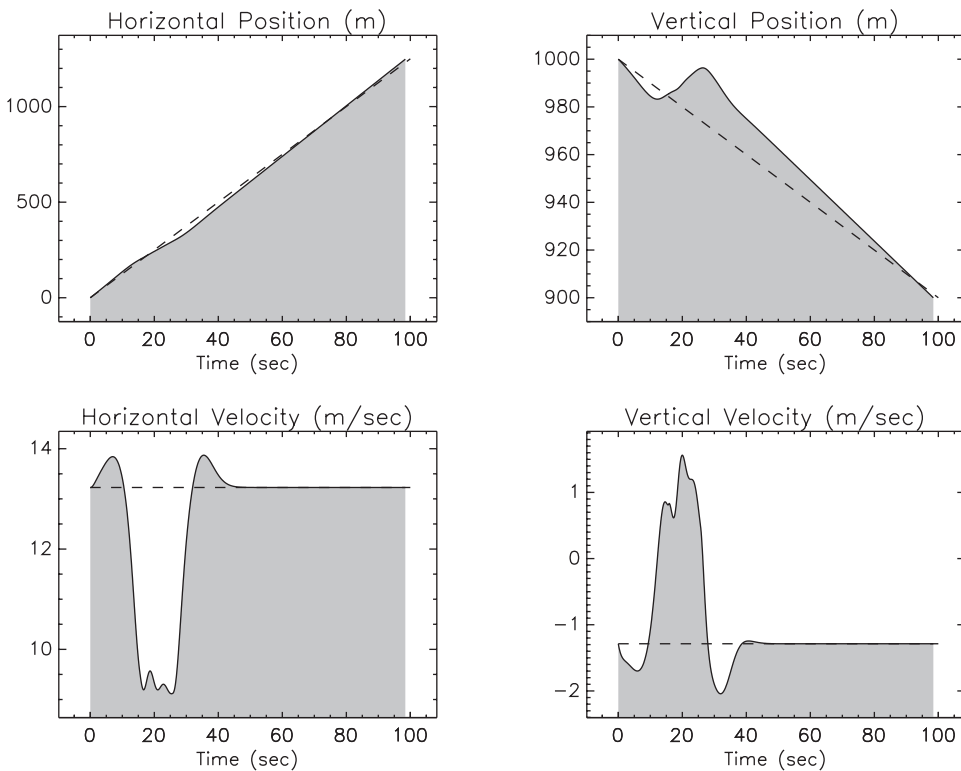 Horizontal Position (m)
1000
500
0
0 20 40 60 80 100
Time (sec)
Vertical Position (m)
1000
980
960
940
920
900
0 20 40 60 80 100
Time (sec)
Horizontal Velocity (m/sec)
14
12
10
0 20 40 60 80 100
Time (sec)
Vertical Velocity (m/sec)
1
0
−1
−2
0 20 40 60 80 100
Time (sec)